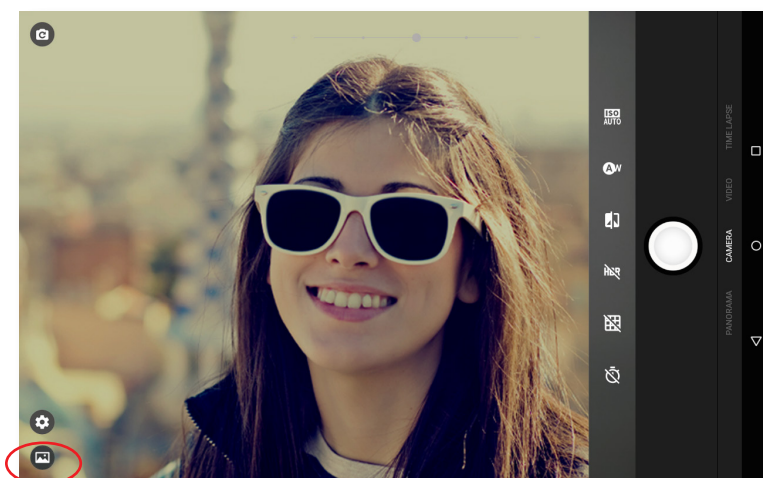 ISO
AUTO
AW
HDR
TIME LAPSE
VIDEO
CAMERA
PANORAMA